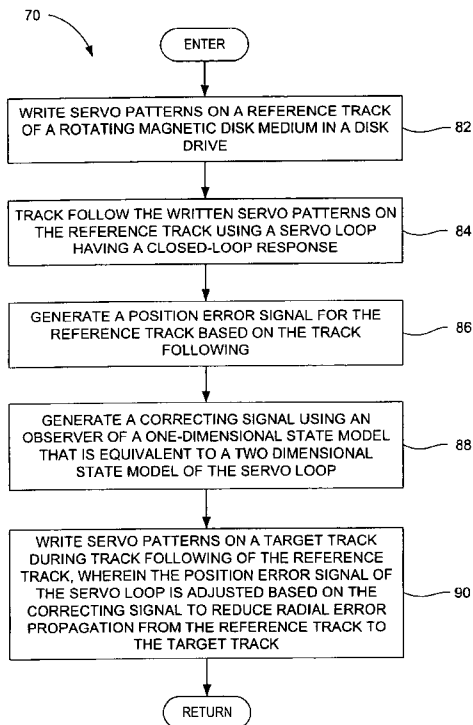 70
ENTER
WRITE SERVO PATTERNS ON A REFERENCE TRACK
OF A ROTATING MAGNETIC DISK MEDIUM IN A DISK
DRIVE
82
TRACK FOLLOW THE WRITTEN SERVO PATTERNS ON
THE REFERENCE TRACK USING A SERVO LOOP
HAVING A CLOSED-LOOP RESPONSE
84
GENERATE A POSITION ERROR SIGNAL FOR THE
REFERENCE TRACK BASED ON THE TRACK
FOLLOWING
86
GENERATE A CORRECTING SIGNAL USING AN
OBSERVER OF A ONE-DIMENSIONAL STATE MODEL
THAT IS EQUIVALENT TO A TWO DIMENSIONAL
STATE MODEL OF THE SERVO LOOP
88
WRITE SERVO PATTERNS ON A TARGET TRACK
DURING TRACK FOLLOWING OF THE REFERENCE
TRACK, WHEREIN THE POSITION ERROR SIGNAL OF
THE SERVO LOOP IS ADJUSTED BASED ON THE
CORRECTING SIGNAL TO REDUCE RADIAL ERROR
PROPAGATION FROM THE REFERENCE TRACK TO
THE TARGET TRACK
90
RETURN